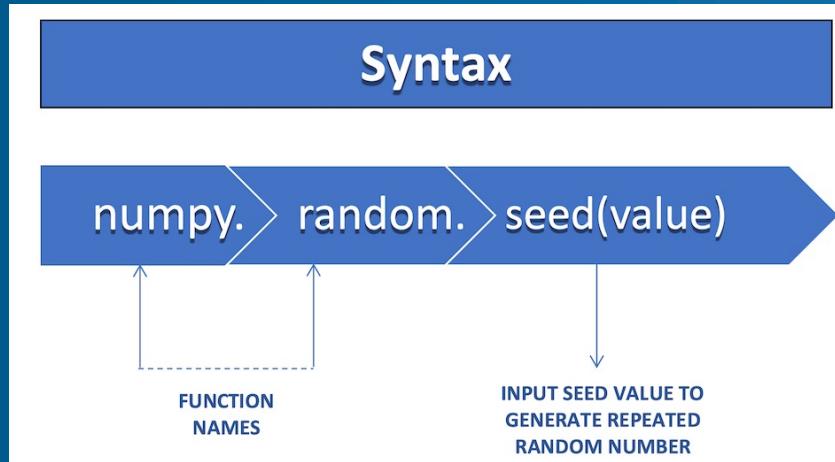 Syntax
numpy. random. seed(value)
FUNCTION
NAMES
INPUT SEED VALUE TO
GENERATE REPEATED
RANDOM NUMBER